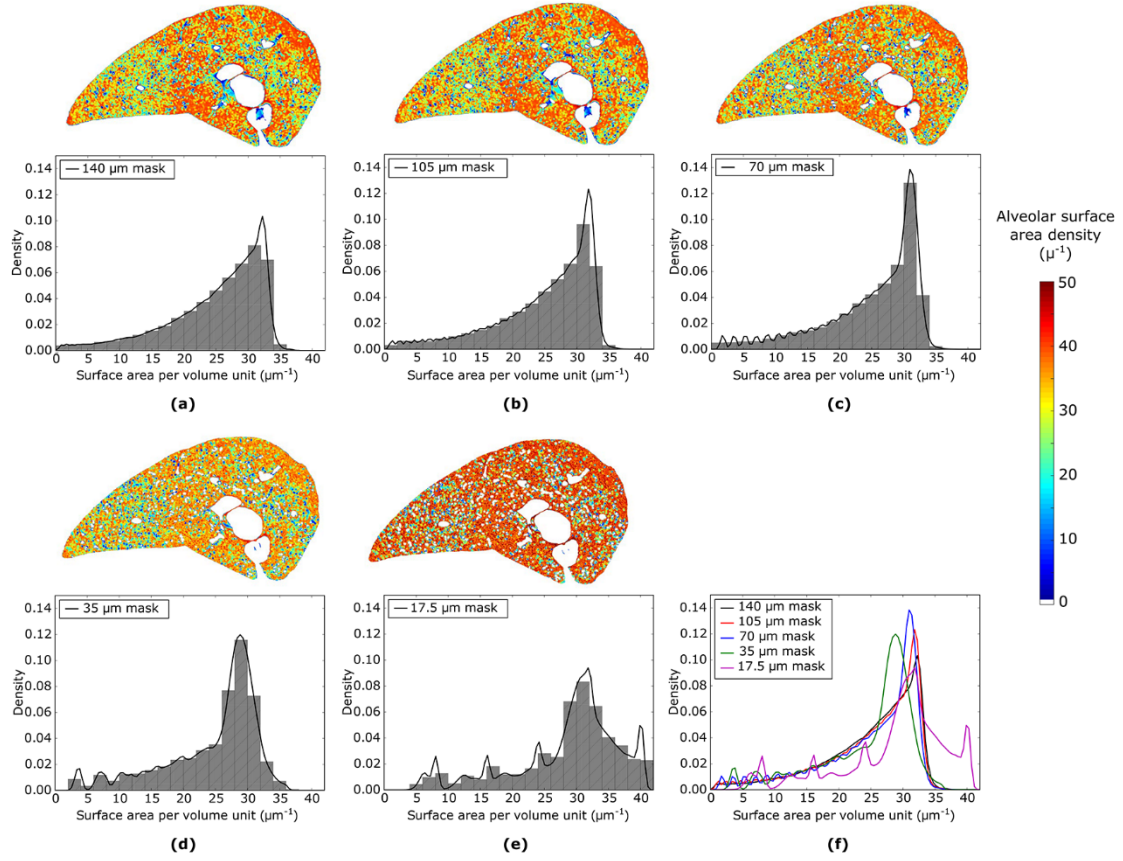 140 µm mask
0.14
0.12
0.10
0.08
0.06
0.04
0.02
0.00
Density
0 5 10 15 20 25 30 35 40
Surface area per volume unit (µm⁻¹)
(a)
105 µm mask
0.14
0.12
0.10
0.08
0.06
0.04
0.02
0.00
Density
0 5 10 15 20 25 30 35 40
Surface area per volume unit (µm⁻¹)
(b)
70 µm mask
0.14
0.12
0.10
0.08
0.06
0.04
0.02
0.00
Density
0 5 10 15 20 25 30 35 40
Surface area per volume unit (µm⁻¹)
(c)
Alveolar surface
area density
(µ⁻¹)
50
40
30
20
10
0
35 µm mask
0.14
0.12
0.10
0.08
0.06
0.04
0.02
0.00
Density
0 5 10 15 20 25 30 35 40
Surface area per volume unit (µm⁻¹)
(d)
17.5 µm mask
0.14
0.12
0.10
0.08
0.06
0.04
0.02
0.00
Density
0 5 10 15 20 25 30 35 40
Surface area per volume unit (µm⁻¹)
(e)
140 µm mask
105 µm mask
70 µm mask
35 µm mask
17.5 µm mask
0.14
0.12
0.10
0.08
0.06
0.04
0.02
0.00
Density
0 5 10 15 20 25 30 35 40
Surface area per volume unit (µm⁻¹)
(f)